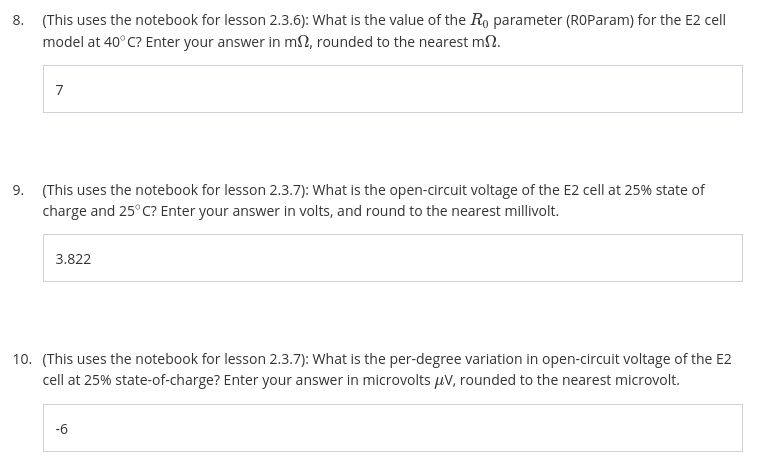 8. (This uses the notebook for lesson 2.3.6): What is the value of the R₀ parameter (R0Param) for the E2 cell
model at 40°C? Enter your answer in mΩ, rounded to the nearest mΩ.
7
9. (This uses the notebook for lesson 2.3.7): What is the open-circuit voltage of the E2 cell at 25% state of
charge and 25°C? Enter your answer in volts, and round to the nearest millivolt.
3.822
10. (This uses the notebook for lesson 2.3.7): What is the per-degree variation in open-circuit voltage of the E2
cell at 25% state-of-charge? Enter your answer in microvolts μV, rounded to the nearest microvolt.
-6